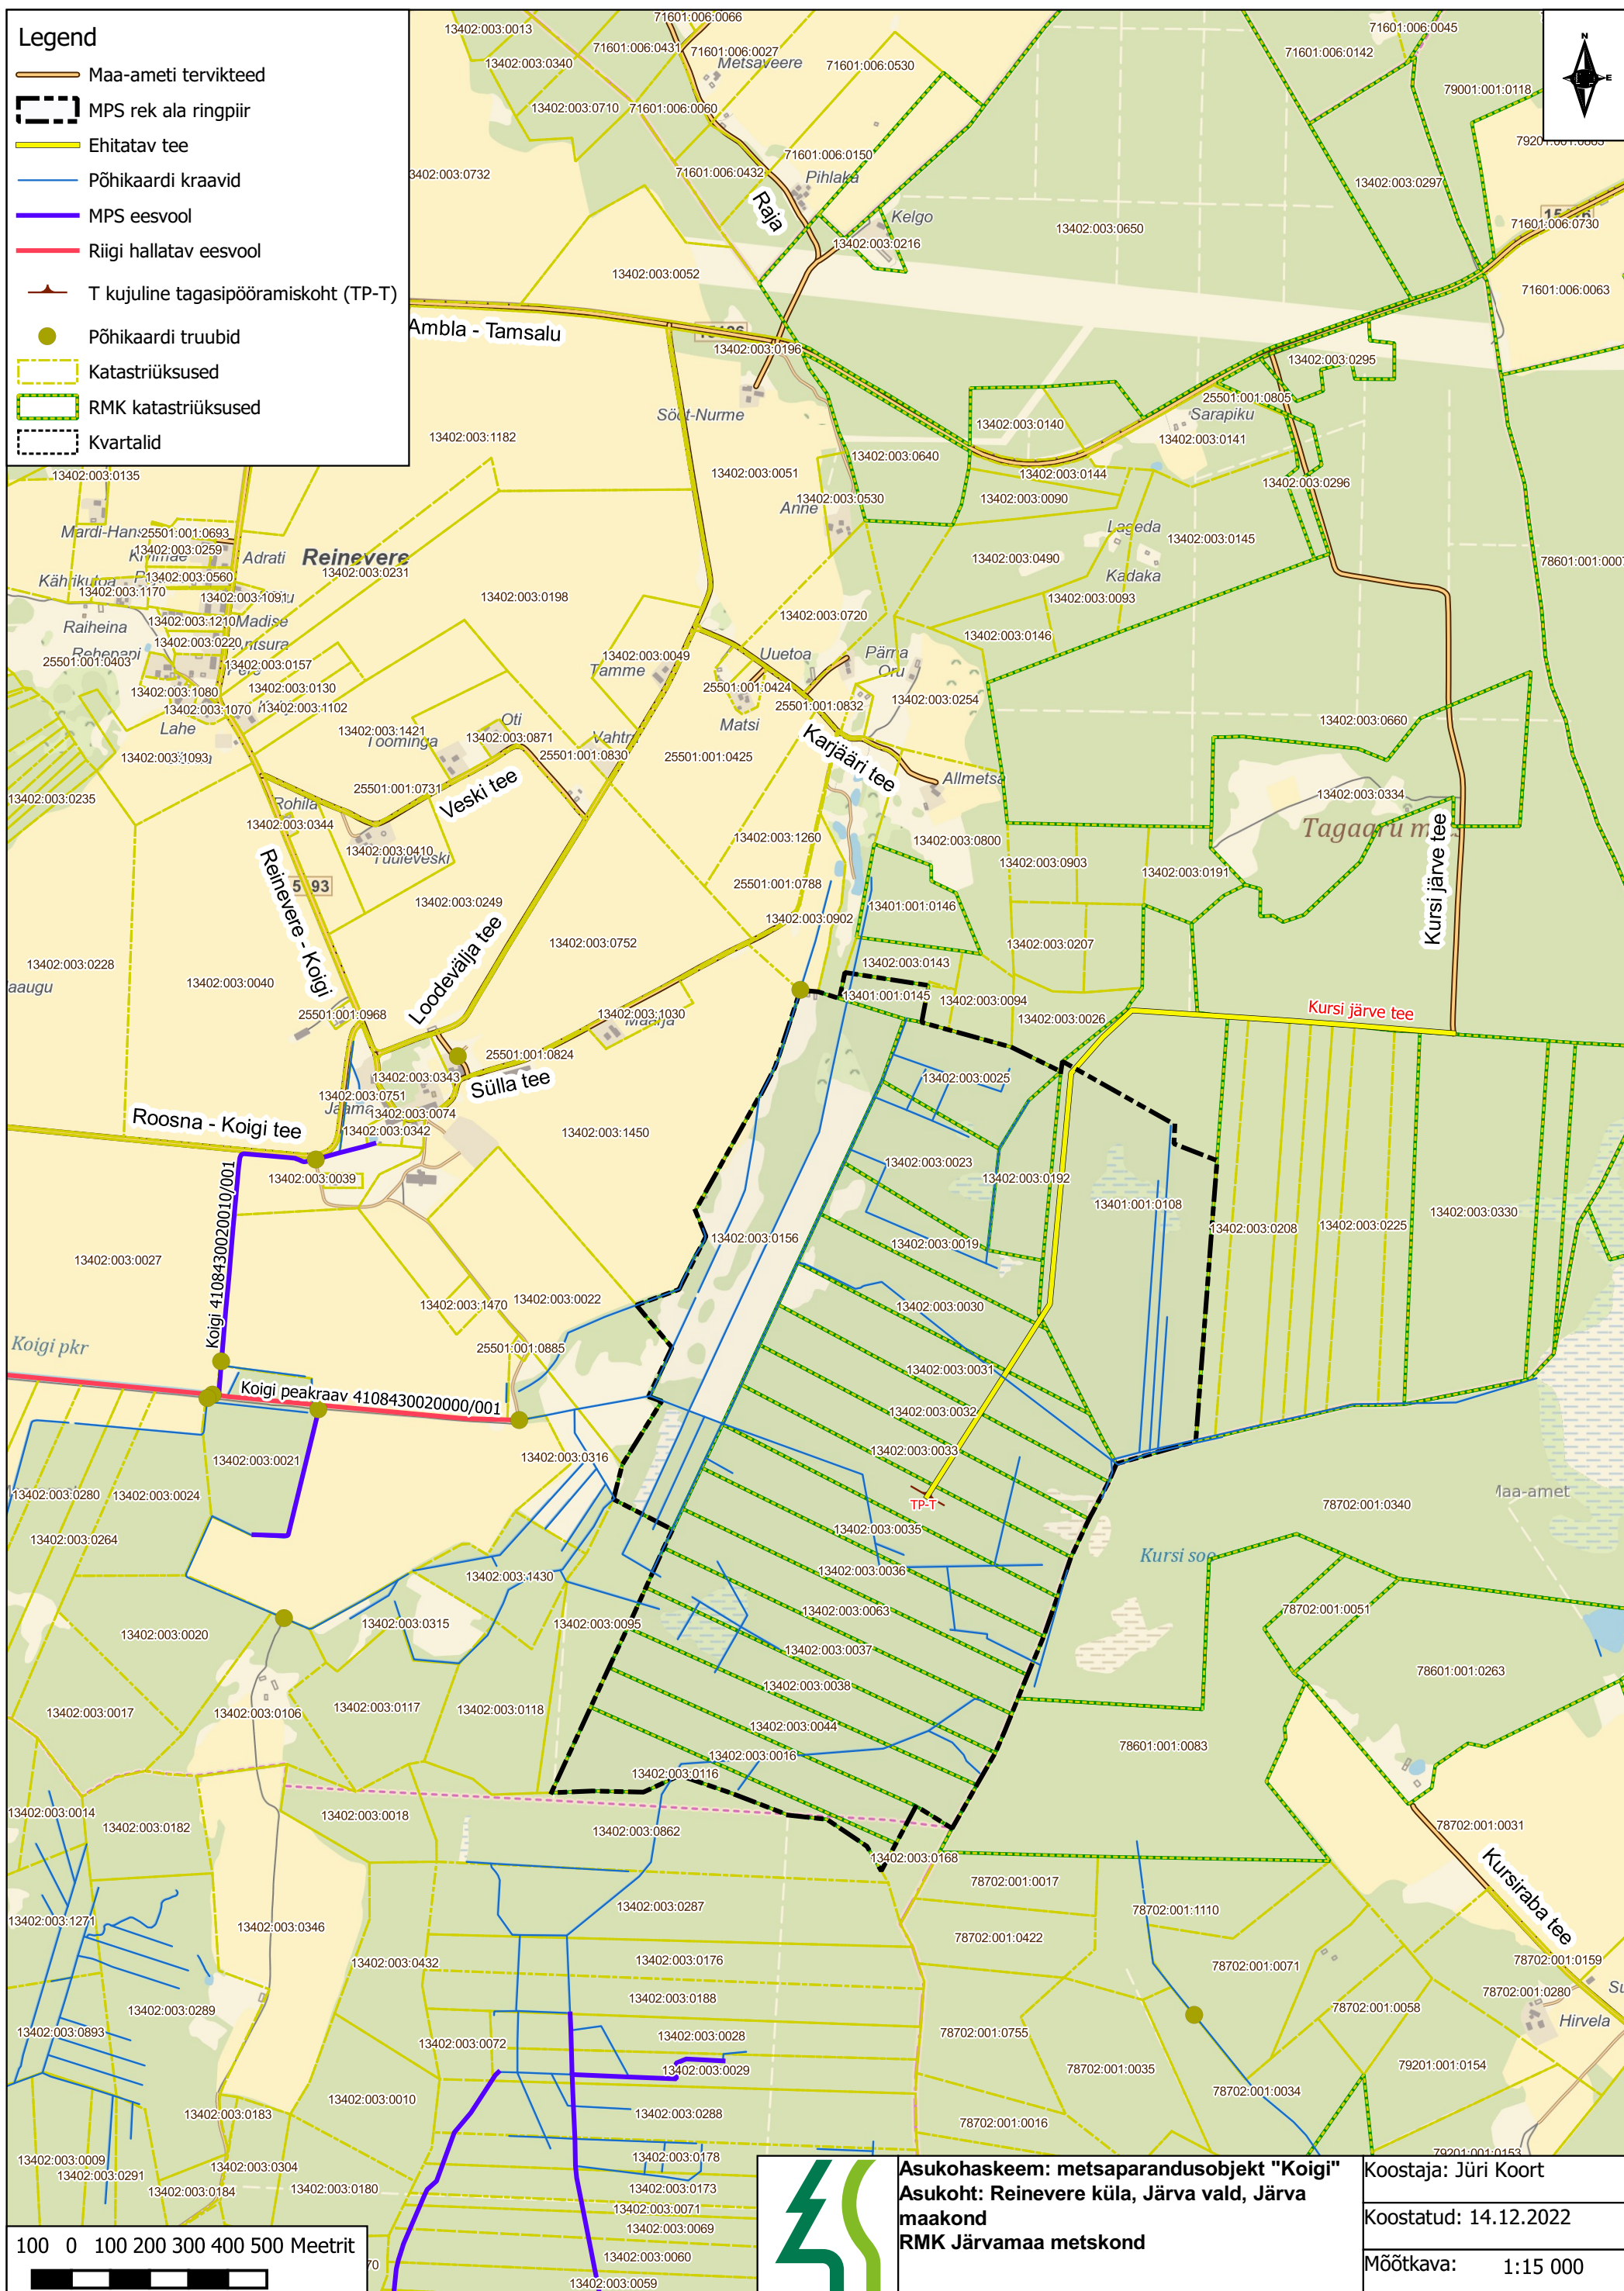 Legend
Maa-ameti tervikteed
MPS rek ala ringpiir
Ehitatav tee
Põhikaardi kraavid
MPS eesvool
Riigi hallatav eesvool
T kujuline tagasipööramiskoht (TP-T)
Põhikaardi truubid
Katastriüksused
RMK katastriüksused
Kvartalid
N
E
13402:003:0013
71601:006:0066
71601:006:0431
71601:006:0027
Metsaveere
13402:003:0340
71601:006:0530
71601:006:0045
71601:006:0142
79001:001:0118
13402:003:0710
71601:006:0060
71601:006:0150
71601:006:0432
Pihlaka
3402:003:0732
13402:003:0297
Raja
Kelgo
13402:003:0216
13402:003:0650
71601:006:0730
13402:003:0052
71601:006:0063
Ambla - Tamsalu
13402:003:0196
13402:003:0295
25501:001:0805
Sarapiku
Sööt-Nurme
13402:003:0140
13402:003:0141
13402:003:1182
13402:003:0640
13402:003:0051
13402:003:0144
13402:003:0135
13402:003:0530
13402:003:0090
13402:003:0296
Anne
Lageda
Mardi-Hans
25501:001:0693
13402:003:0259
Adrati
Reinevere
13402:003:0145
13402:003:0490
78601:001:0007
13402:003:0231
Kadaka
13402:003:0560
13402:003:1170
13402:003:1091
13402:003:0198
13402:003:0093
13402:003:1210
Madise
13402:003:0720
Raiheina
13402:003:0146
13402:003:0220
Rehepapi
25501:001:0403
13402:003:0157
13402:003:0049
Uuetoa
Pärna
Oru
Tamme
13402:003:1080
13402:003:0130
25501:001:0424
13402:003:0254
13402:003:1070
13402:003:1102
25501:001:0832
13402:003:0660
Lahe
Oti
Matsi
13402:003:1421
Toominga
13402:003:0871
13402:003:1093
25501:001:0830
25501:001:0425
Karjääri tee
Allmetsa
25501:001:0731
Veski tee
13402:003:0334
13402:003:0235
Rohila
13402:003:0344
Tagaaru
Kursi järve tee
13402:003:0410
Tuuleveski
13402:003:1260
13402:003:0800
13402:003:0903
13402:003:0191
Reinevere - Koigi
25501:001:0788
13402:003:0249
13401:001:0146
13402:003:0902
13402:003:0752
13402:003:0207
13402:003:0228
13402:003:0040
Loodevälja tee
13402:003:0143
aaugu
13401:001:0145
13402:003:0094
25501:001:0968
13402:003:1030
13402:003:0026
Kursi järve tee
25501:001:0824
Sülla tee
13402:003:0343
13402:003:0025
13402:003:0751
13402:003:0074
Roosna - Koigi tee
13402:003:0342
13402:003:1450
13402:003:0023
13402:003:0039
13402:003:0192
13401:001:0108
13402:003:0208
13402:003:0225
13402:003:0330
13402:003:0156
13402:003:0019
13402:003:0027
Koigi 4108430020010/001
13402:003:1470
13402:003:0022
13402:003:0030
Koigi pkr
25501:001:0885
13402:003:0031
Koigi peakraav 4108430020000/001
13402:003:0032
13402:003:0021
13402:003:0316
13402:003:0033
13402:003:0280
13402:003:0024
TP-T
78702:001:0340
13402:003:0264
13402:003:0035
Kursi soo
13402:003:1430
13402:003:0036
13402:003:0020
13402:003:0315
13402:003:0095
13402:003:0063
78702:001:0051
13402:003:0037
78601:001:0263
13402:003:0038
13402:003:0017
13402:003:0106
13402:003:0117
13402:003:0118
13402:003:0044
78601:001:0083
13402:003:0016
13402:003:0116
13402:003:0014
13402:003:0182
13402:003:0018
13402:003:0862
78702:001:0031
13402:003:0168
78702:001:0017
Kursiraba tee
13402:003:1271
13402:003:0346
13402:003:0287
78702:001:1110
78702:001:0422
13402:003:0432
13402:003:0176
78702:001:0071
78702:001:0159
13402:003:0188
78702:001:0280
13402:003:0289
78702:001:0058
Hirvela
13402:003:0893
13402:003:0072
13402:003:0028
78702:001:0755
13402:003:0029
78702:001:0035
79201:001:0154
13402:003:0010
78702:001:0034
13402:003:0183
13402:003:0288
78702:001:0016
79201:001:0153
13402:003:0009
13402:003:0304
13402:003:0178
13402:003:0291
13402:003:0184
13402:003:0180
13402:003:0173
13402:003:0071
13402:003:0069
13402:003:0060
13402:003:0059
100 0 100 200 300 400 500 Meetrit
Asukohaskeem: metsaparandusobjekt "Koigi"
Asukoht: Reinevere küla, Järva vald, Järva
maakond
RMK Järvamaa metskond
Koostaja: Jüri Koort
Koostatud: 14.12.2022
Mõõtkava: 1:15 000